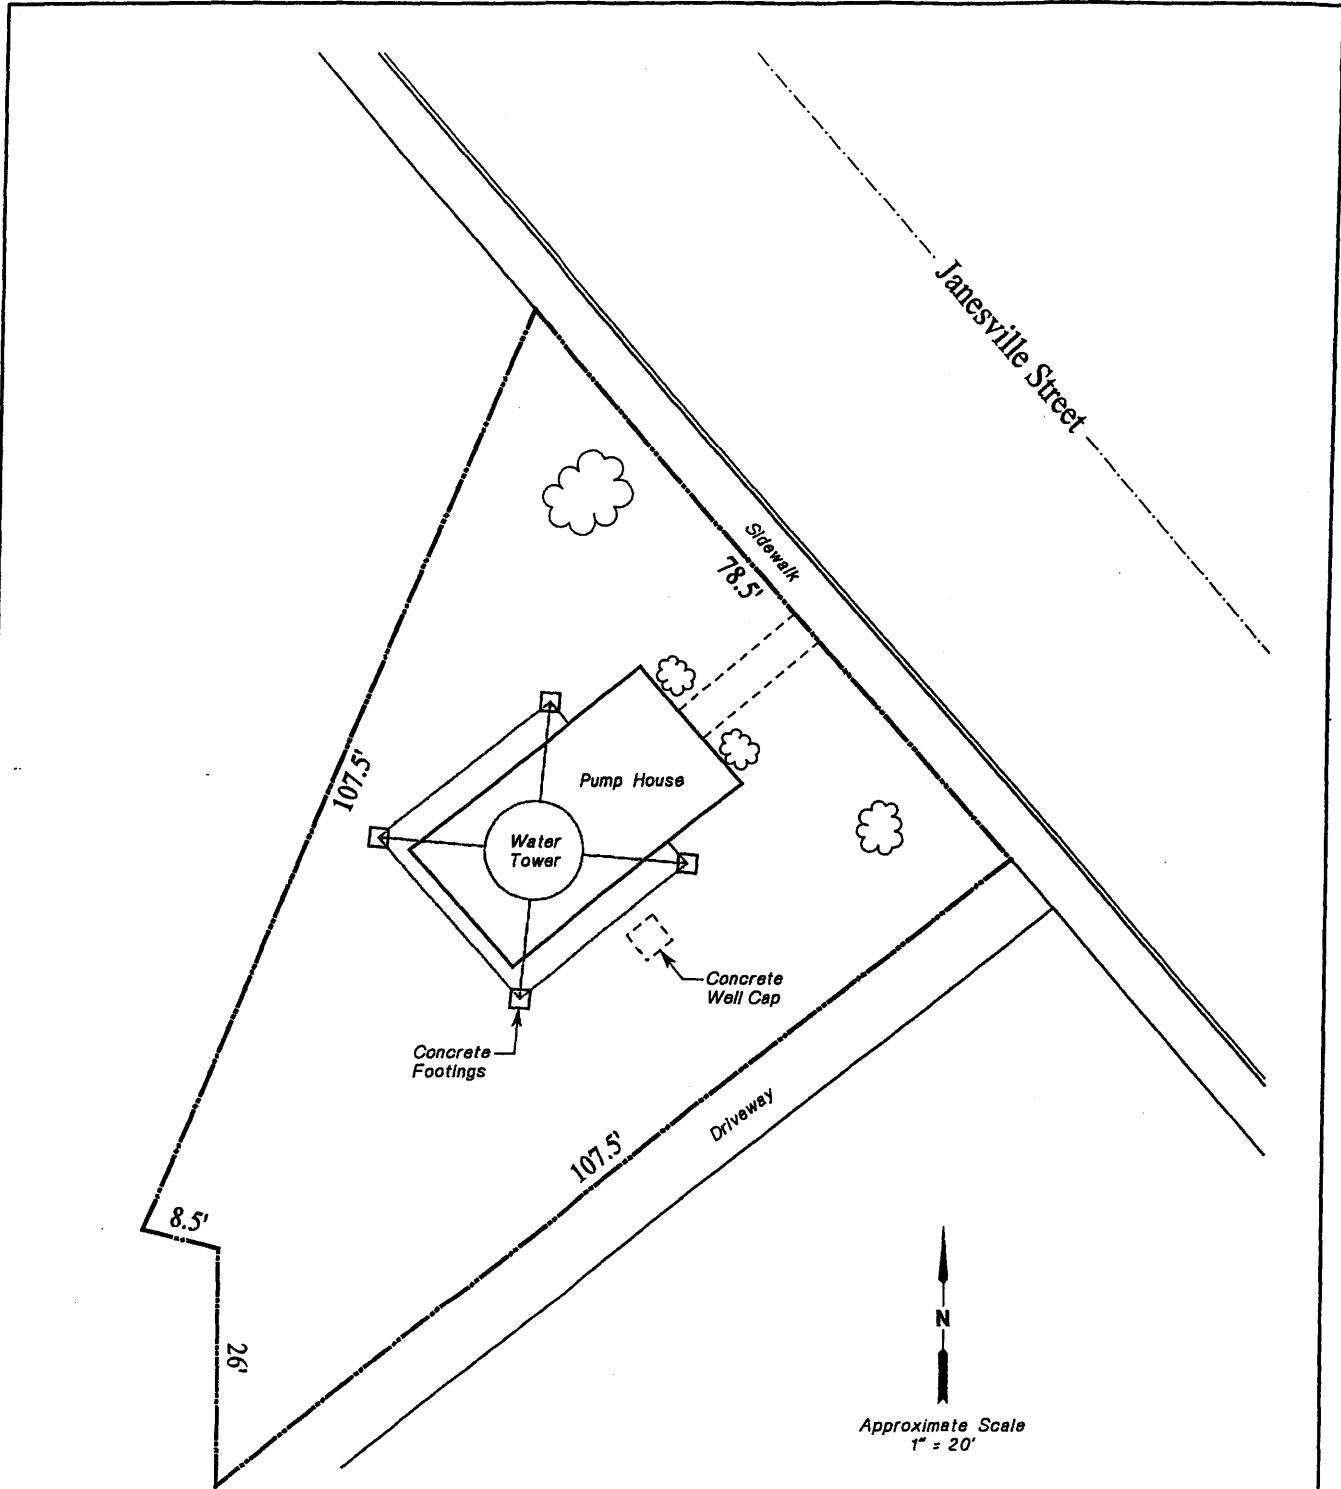 Janesville Street
Sidewalk
78.5'
107.5'
Pump House
Water
Tower
Concrete
Well Cap
Concrete
Footings
Driveway
107.5'
8.5'
26'
N
Approximate Scale
1" = 20'